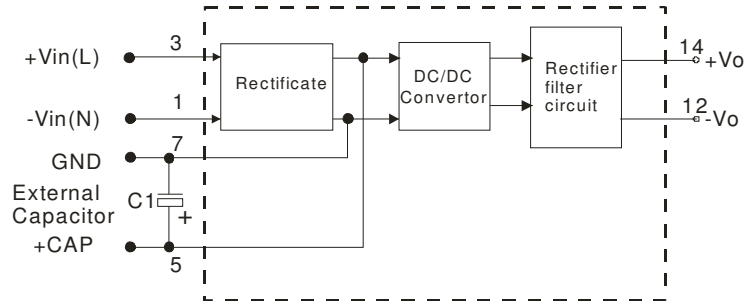 +Vin(L)
3
-Vin(N)
1
GND
7
External
Capacitor
C1
+
+CAP
5
Rectificate
DC/DC
Convertor
Rectifier
filter
circuit
14
+Vo
12
-Vo